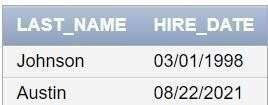 LAST_NAME HIRE_DATE
Johnson 03/01/1998
Austin 08/22/2021